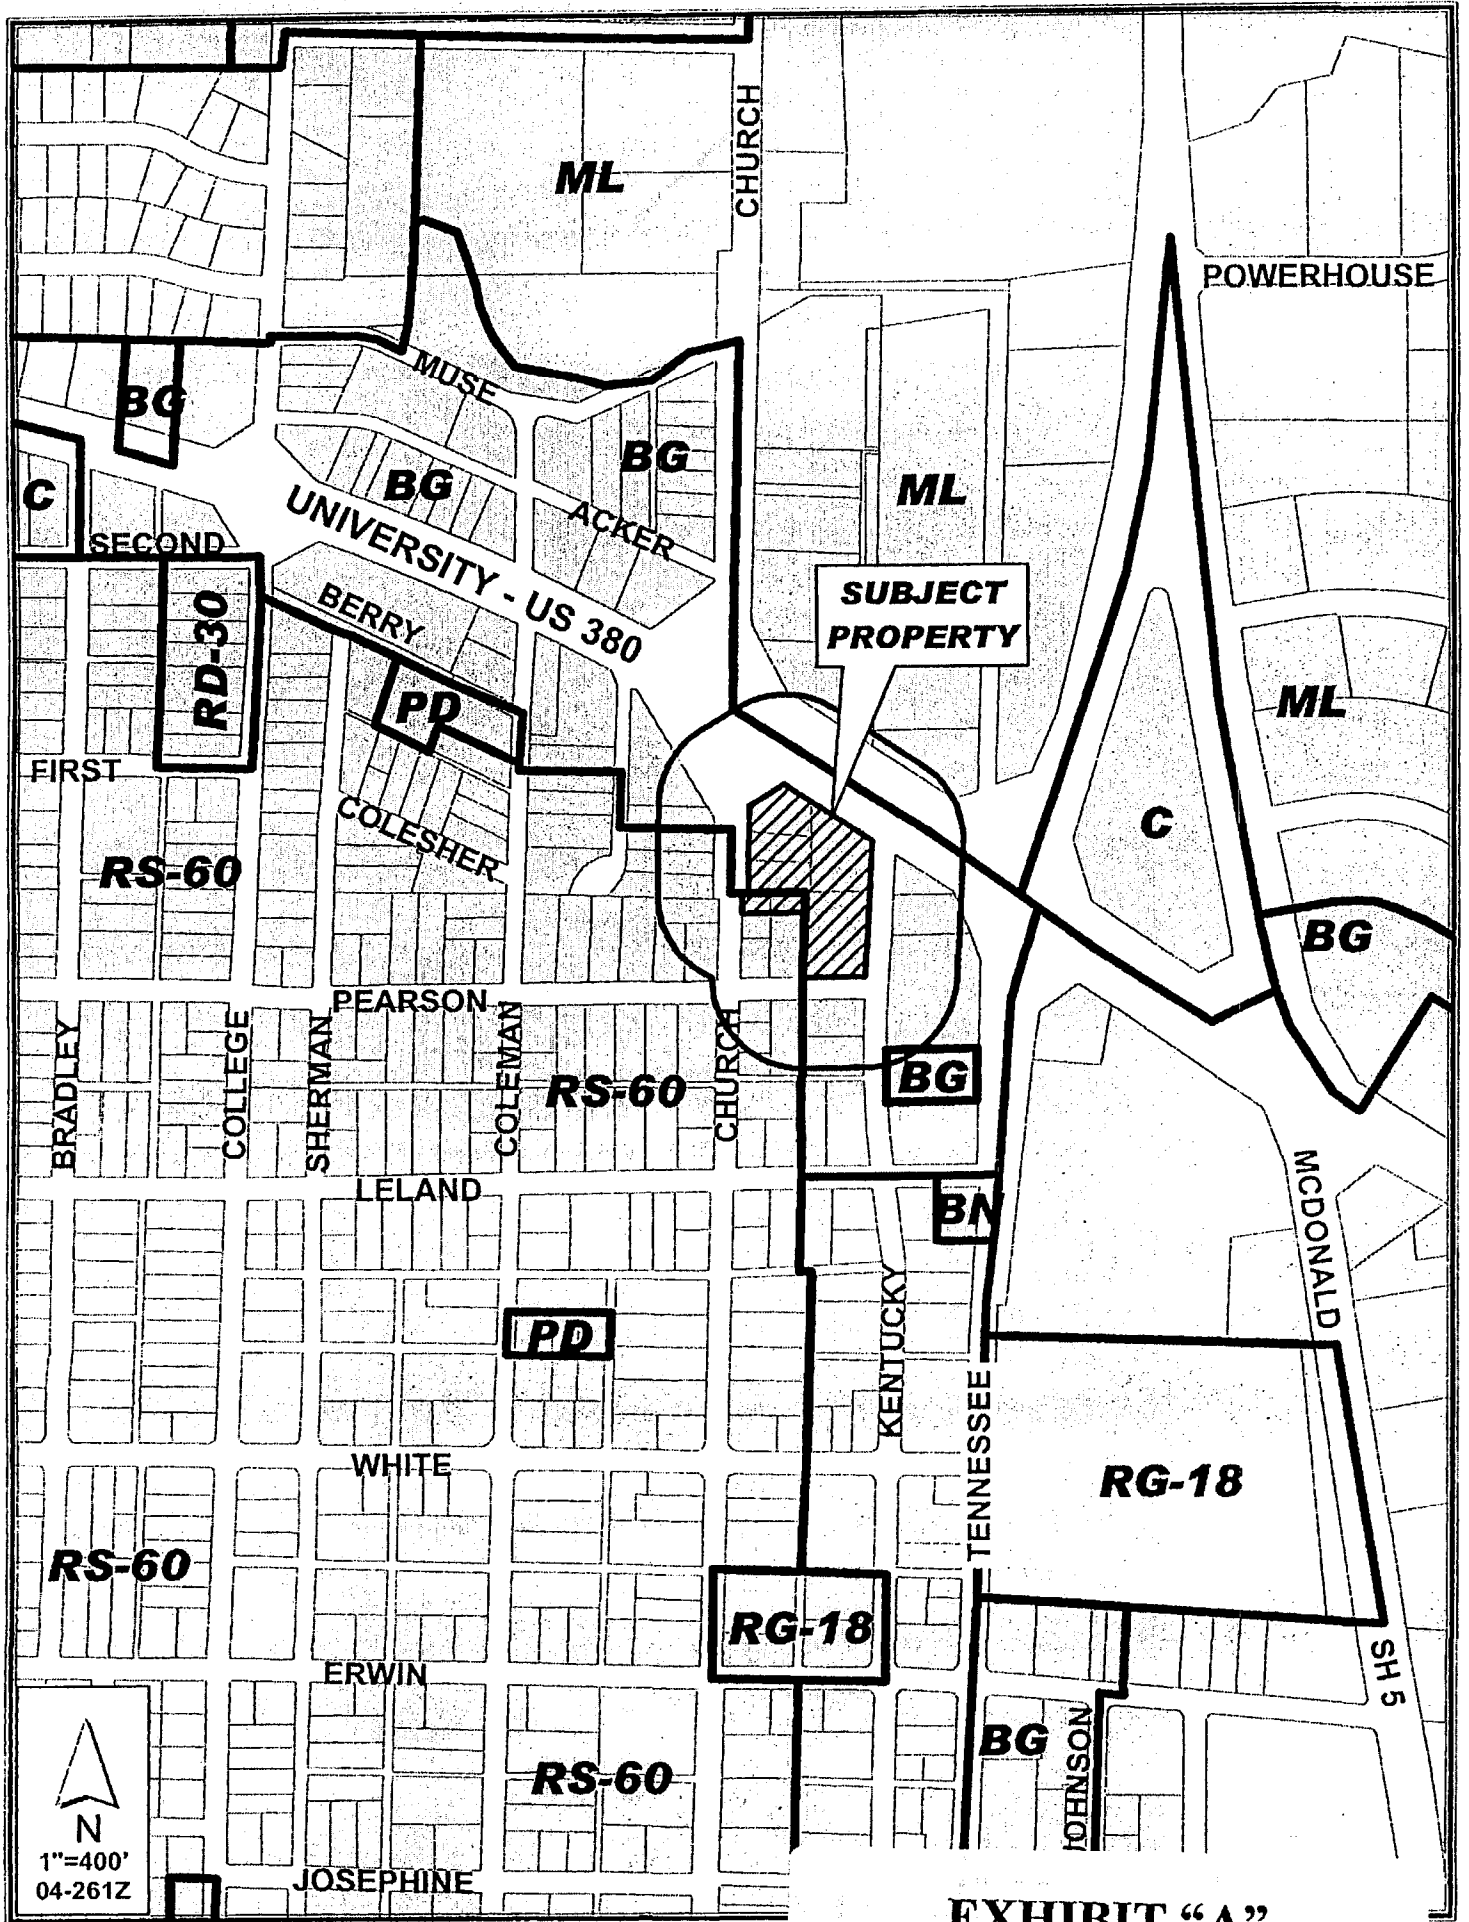 ML
CHURCH
POWERHOUSE
MUSE
BG
BG
BG
C
ML
UNIVERSITY - US 380
ACKER
SECOND
BERRY
RD-30
SUBJECT
PROPERTY
PD
ML
FIRST
COLESHER
C
RS-60
BG
PEARSON
BRADLEY
COLLEGE
SHERMAN
COLEMAN
RS-60
CHURCH
BG
LELAND
BN
MCDONALD
KENTUCKY
PD
TENNESSEE
WHITE
RG-18
RS-60
RG-18
ERWIN
SH 5
BG
JOHNSON
RS-60
N
1"=400'
04-261Z
JOSEPHINE
EXHIBIT "A"